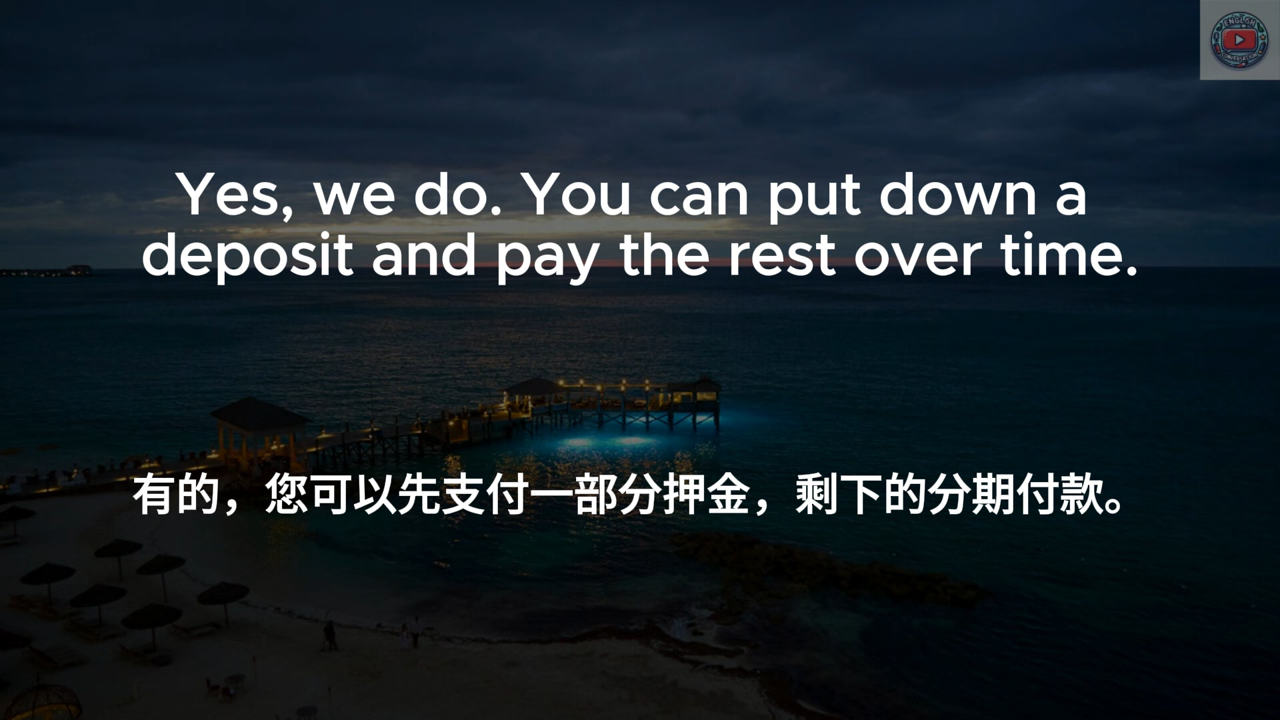 Yes, we do. You can put down a
deposit and pay the rest over time.
有的，您可以先支付一部分押金，剩下的分期付款。